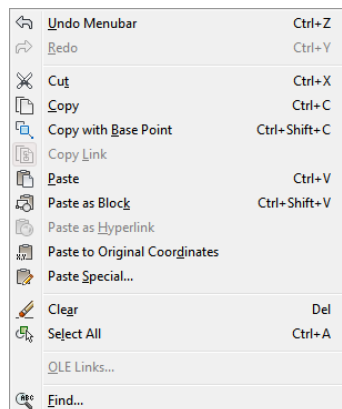 Undo Menubar Ctrl+Z
Redo Ctrl+Y
Cut Ctrl+X
Copy Ctrl+C
Copy with Base Point Ctrl+Shift+C
Copy Link
Paste Ctrl+V
Paste as Block Ctrl+Shift+V
Paste as Hyperlink
Paste to Original Coordinates
Paste Special...
Clear Del
Select All Ctrl+A
OLE Links...
Find...